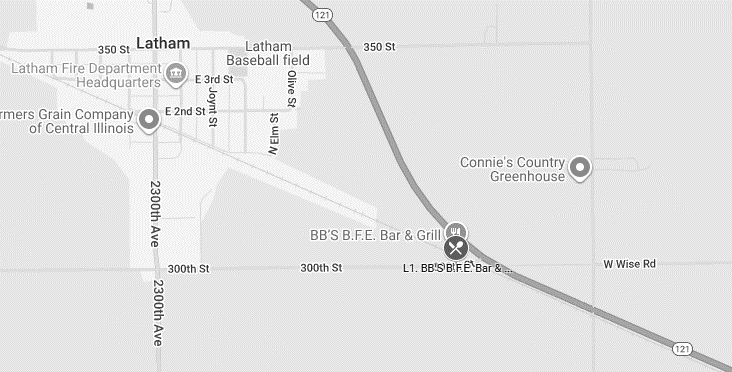 121
350 St
Latham
Latham
Baseball field
350 St
Latham Fire Department
Headquarters
E 3rd St
Olive St
Joynt St
rmers Grain Company
of Central Illinois
E 2nd St
N Elm St
Connie's Country
Greenhouse
2300th Ave
BB'S B.F.E. Bar & Grill
300th St
300th St
L1. BB'S B.F.E. Bar & ...
W Wise Rd
2300th Ave
121